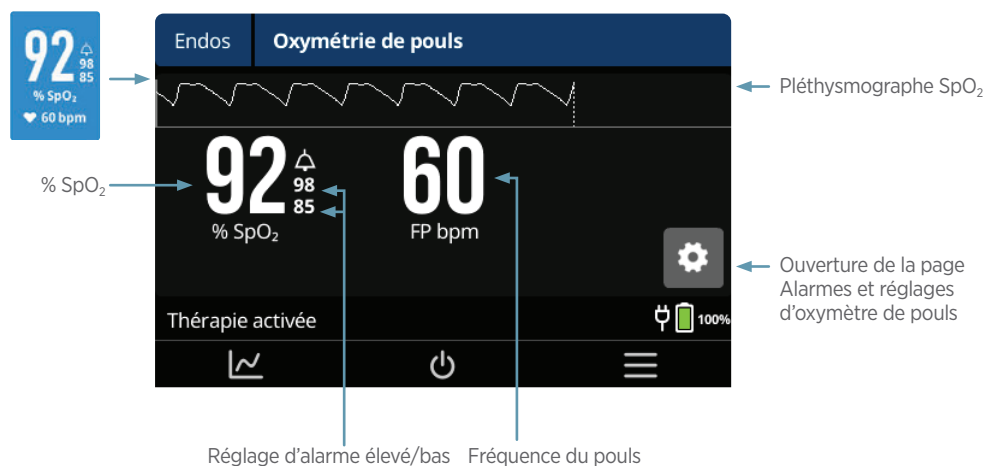 92
98
85
% SpO₂
60 bpm
Endos
Oxymétrie de pouls
Pléthysmographe SpO₂
% SpO₂
92
98
85
% SpO₂
60
FP bpm
Ouverture de la page
Alarmes et réglages
d'oxymètre de pouls
Thérapie activée
100%
Réglage d'alarme élevé/bas
Fréquence du pouls